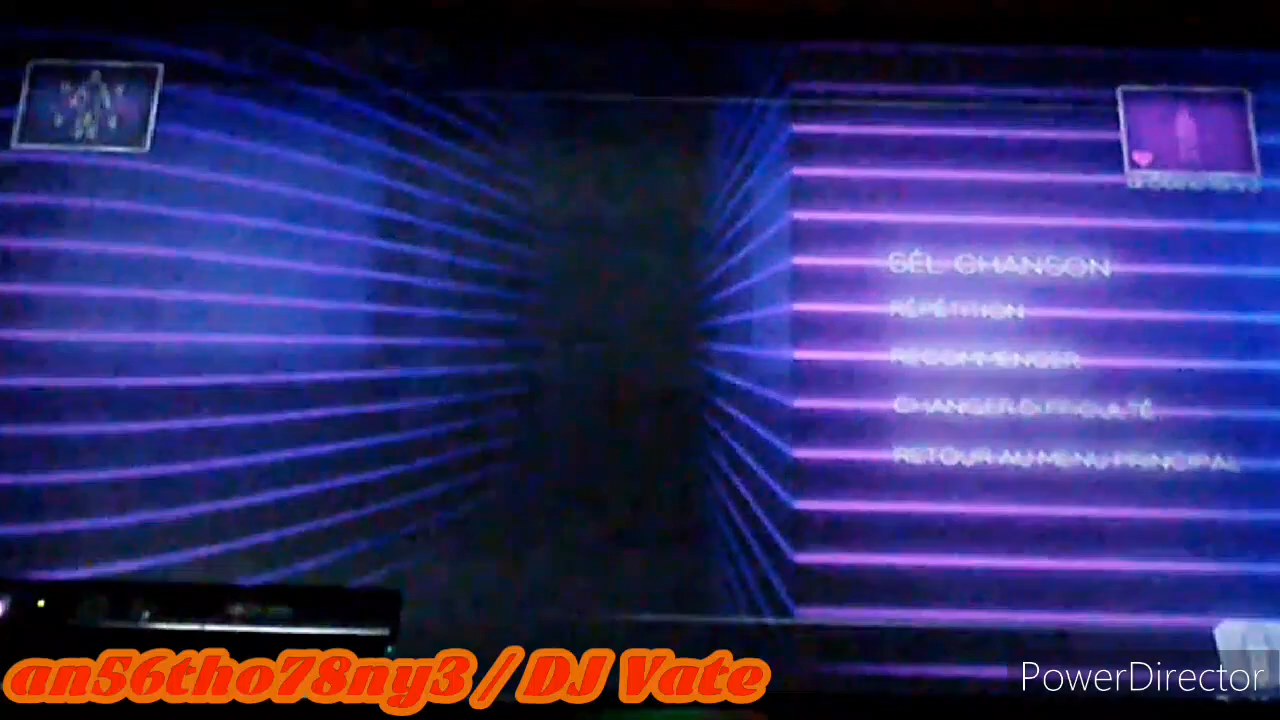 SÉL. CHANSON
RÉPÉTITION
RECOMMENCER
CHANGER DIFFICULTÉ
RETOUR AU MENU PRINCIPAL
an56tho78ny3 / DJ Vate
PowerDirector